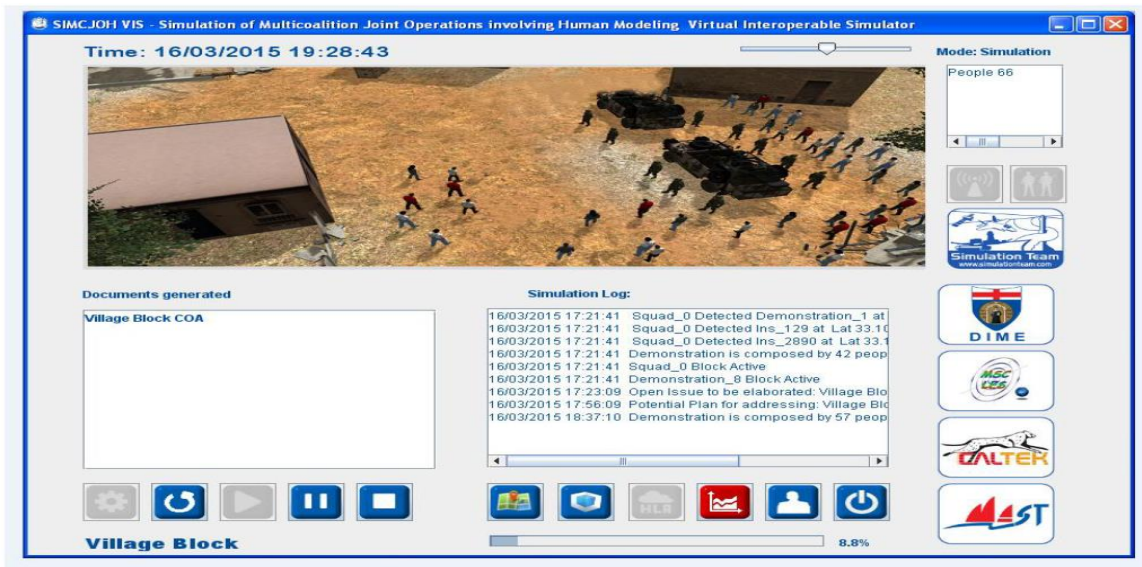 SIMCJOH VIS - Simulation of Multicoalition Joint Operations involving Human Modeling Virtual Interoperable Simulator
Time: 16/03/2015 19:28:43
Mode: Simulation
People 66
Simulation Team
www.simulationteam.com
Documents generated
Village Block COA
Simulation Log:
16/03/2015 17:21:41 Squad_0 Detected Demonstration_1 at
16/03/2015 17:21:41 Squad_0 Detected Ins_129 at Lat 33.10
16/03/2015 17:21:41 Squad_0 Detected Ins_2890 at Lat 33.1
16/03/2015 17:21:41 Demonstration is composed by 42 peop
16/03/2015 17:21:41 Squad_0 Block Active
16/03/2015 17:21:41 Demonstration_8 Block Active
16/03/2015 17:23:09 Open Issue to be elaborated: Village Blo
16/03/2015 17:56:09 Potential Plan for addressing: Village Blo
16/03/2015 18:37:10 Demonstration is composed by 57 peop
DIME
MSC
LES
CALTEK
MAST
HLA
Village Block
8.8%